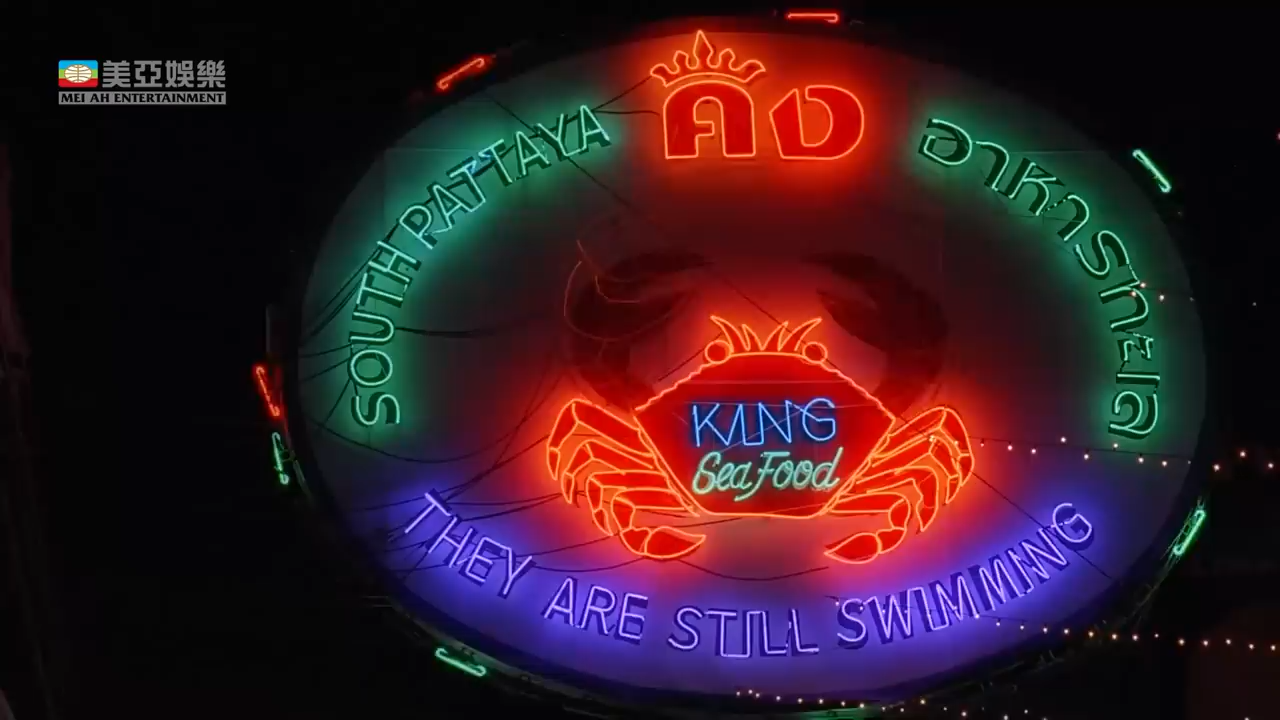 美亞娛樂
MEI AH ENTERTAINMENT
คิง
SOUTH PATTAYA
อาหารทะเล
KING
Sea Food
THEY ARE STILL SWIMMING